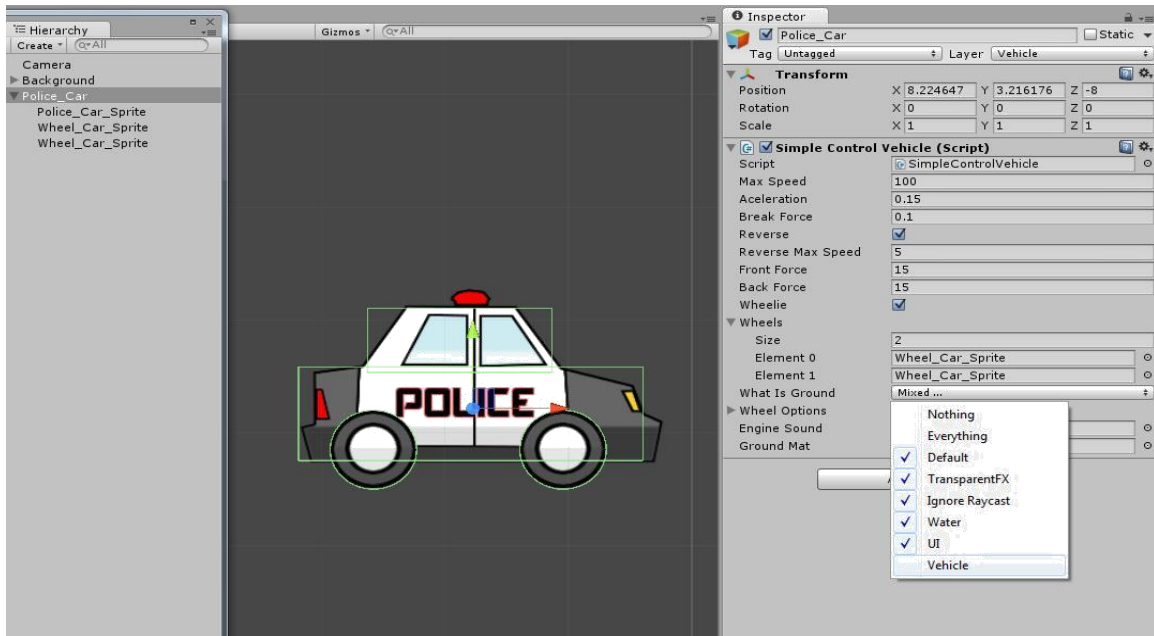 Hierarchy
Create
All
Camera
Background
Police_Car
Police_Car_Sprite
Wheel_Car_Sprite
Wheel_Car_Sprite
Gizmos
All
POLICE
Inspector
Police_Car
Static
Tag Untagged Layer Vehicle
Transform
Position X 8.224647 Y 3.216176 Z -8
Rotation X 0 Y 0 Z 0
Scale X 1 Y 1 Z 1
Simple Control Vehicle (Script)
Script SimpleControlVehicle
Max Speed 100
Aceleration 0.15
Break Force 0.1
Reverse
Reverse Max Speed 5
Front Force 15
Back Force 15
Wheelie
Wheels
Size 2
Element 0 Wheel_Car_Sprite
Element 1 Wheel_Car_Sprite
What Is Ground Mixed ...
Wheel Options
Engine Sound
Ground Mat
Nothing
Everything
Default
TransparentFX
Ignore Raycast
Water
UI
Vehicle